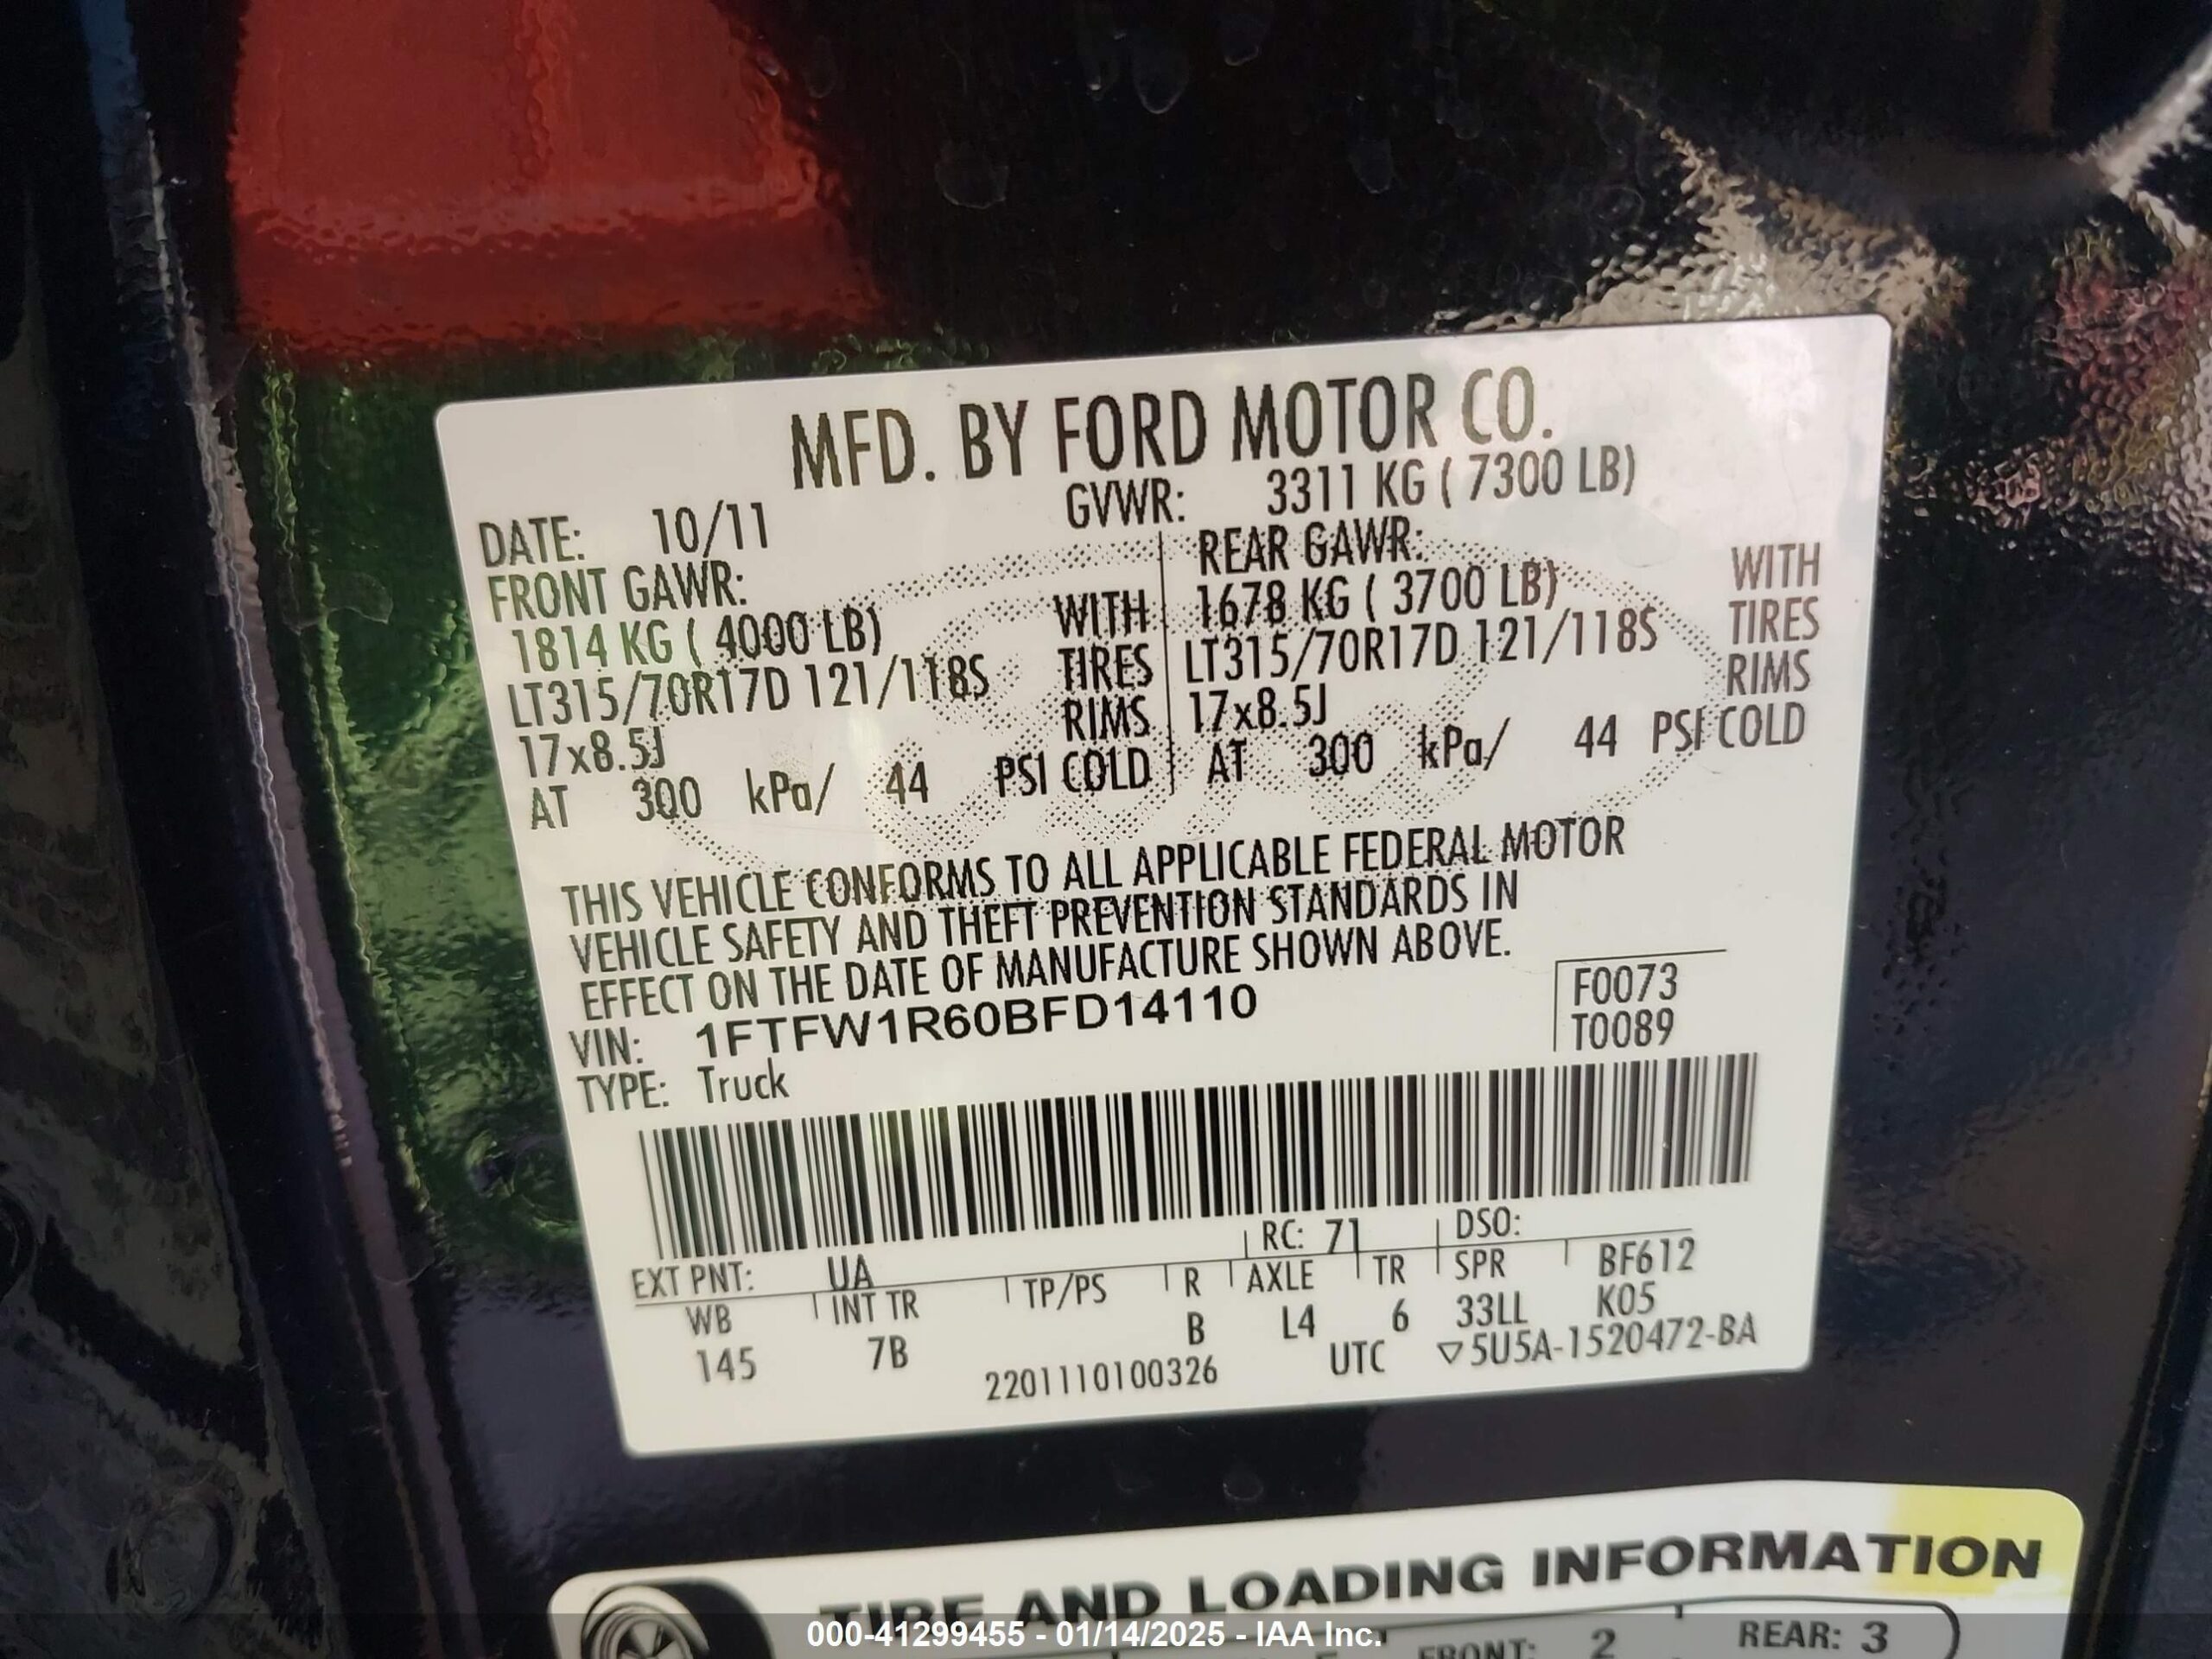 MFD. BY FORD MOTOR CO.
DATE: 10/11 GVWR: 3311 KG ( 7300 LB)
FRONT GAWR: REAR GAWR:
1814 KG ( 4000 LB) WITH 1678 KG ( 3700 LB) WITH
LT315/70R17D 121/118S TIRES LT315/70R17D 121/118S TIRES
17x8.5J RIMS 17x8.5J RIMS
AT 300 kPa/ 44 PSI COLD AT 300 kPa/ 44 PSI COLD
THIS VEHICLE CONFORMS TO ALL APPLICABLE FEDERAL MOTOR
VEHICLE SAFETY AND THEFT PREVENTION STANDARDS IN
EFFECT ON THE DATE OF MANUFACTURE SHOWN ABOVE.
VIN: 1FTFW1R60BFD14110 F0073
TYPE: Truck T0089
EXT PNT: UA RC: 71 DSO:
WB INT TR TP/PS R AXLE TR SPR BF612
145 7B B L4 6 33LL K05
2201110100326 UTC ▽5U5A-1520472-BA
TIRE AND LOADING INFORMATION
FRONT: 2 REAR: 3
000-41299455 - 01/14/2025 - IAA Inc.